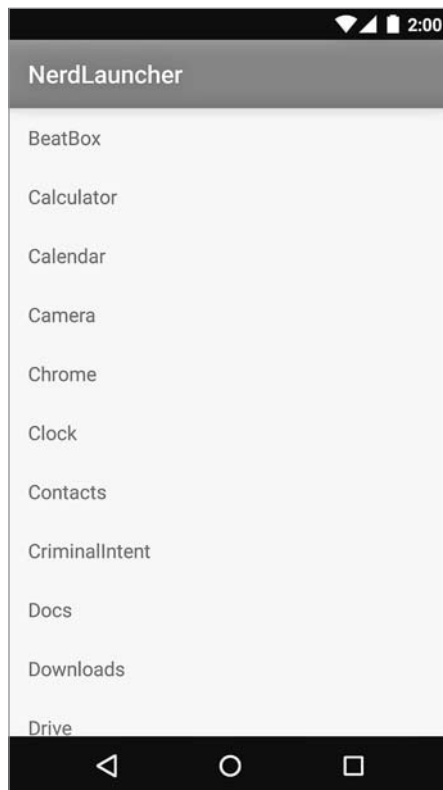 2:00
NerdLauncher
BeatBox
Calculator
Calendar
Camera
Chrome
Clock
Contacts
CriminalIntent
Docs
Downloads
Drive